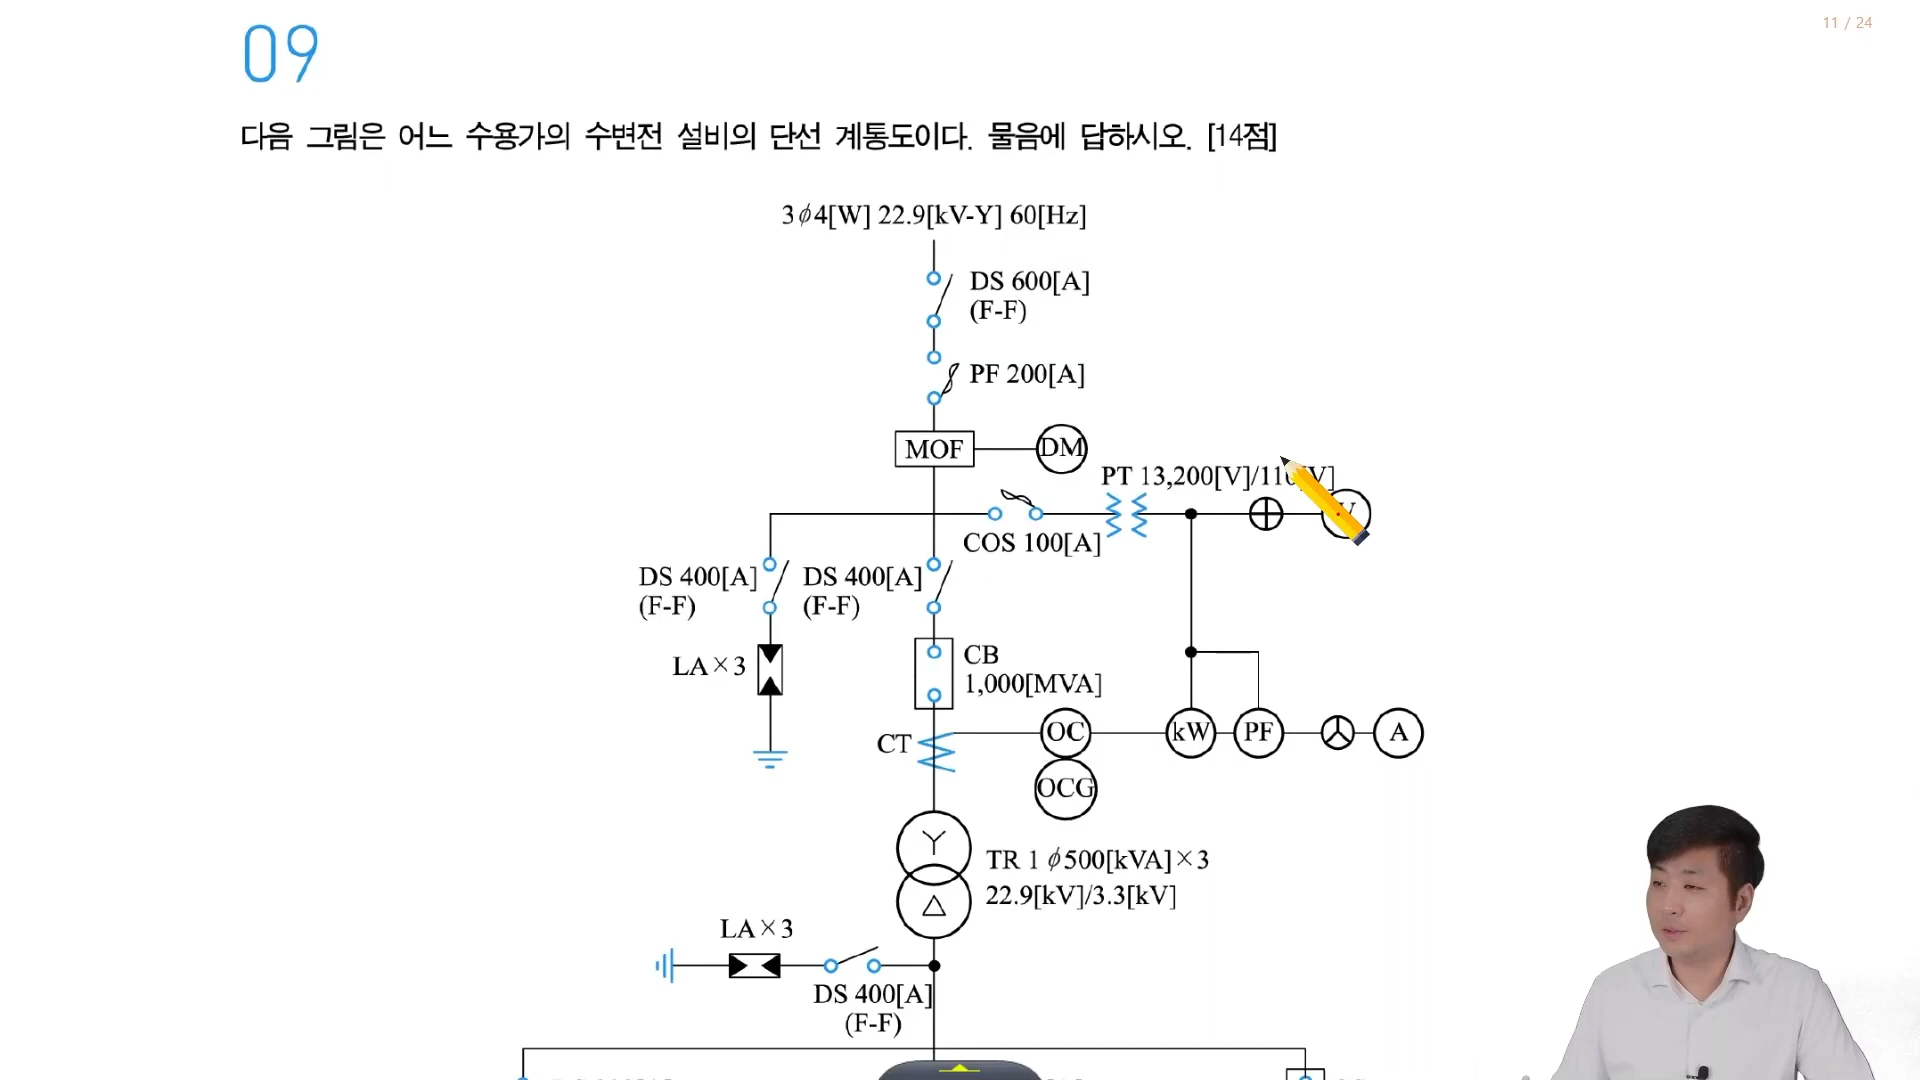 11 / 24
09
다음 그림은 어느 수용가의 수변전 설비의 단선 계통도이다. 물음에 답하시오. [14점]
3ϕ4[W] 22.9[kV-Y] 60[Hz]
DS 600[A]
(F-F)
PF 200[A]
MOF
DM
PT 13,200[V]/110[V]
V
COS 100[A]
DS 400[A]
(F-F)
DS 400[A]
(F-F)
LA×3
CB
1,000[MVA]
CT
OC
kW
PF
A
OCG
TR 1ϕ500[kVA]×3
22.9[kV]/3.3[kV]
LA×3
DS 400[A]
(F-F)